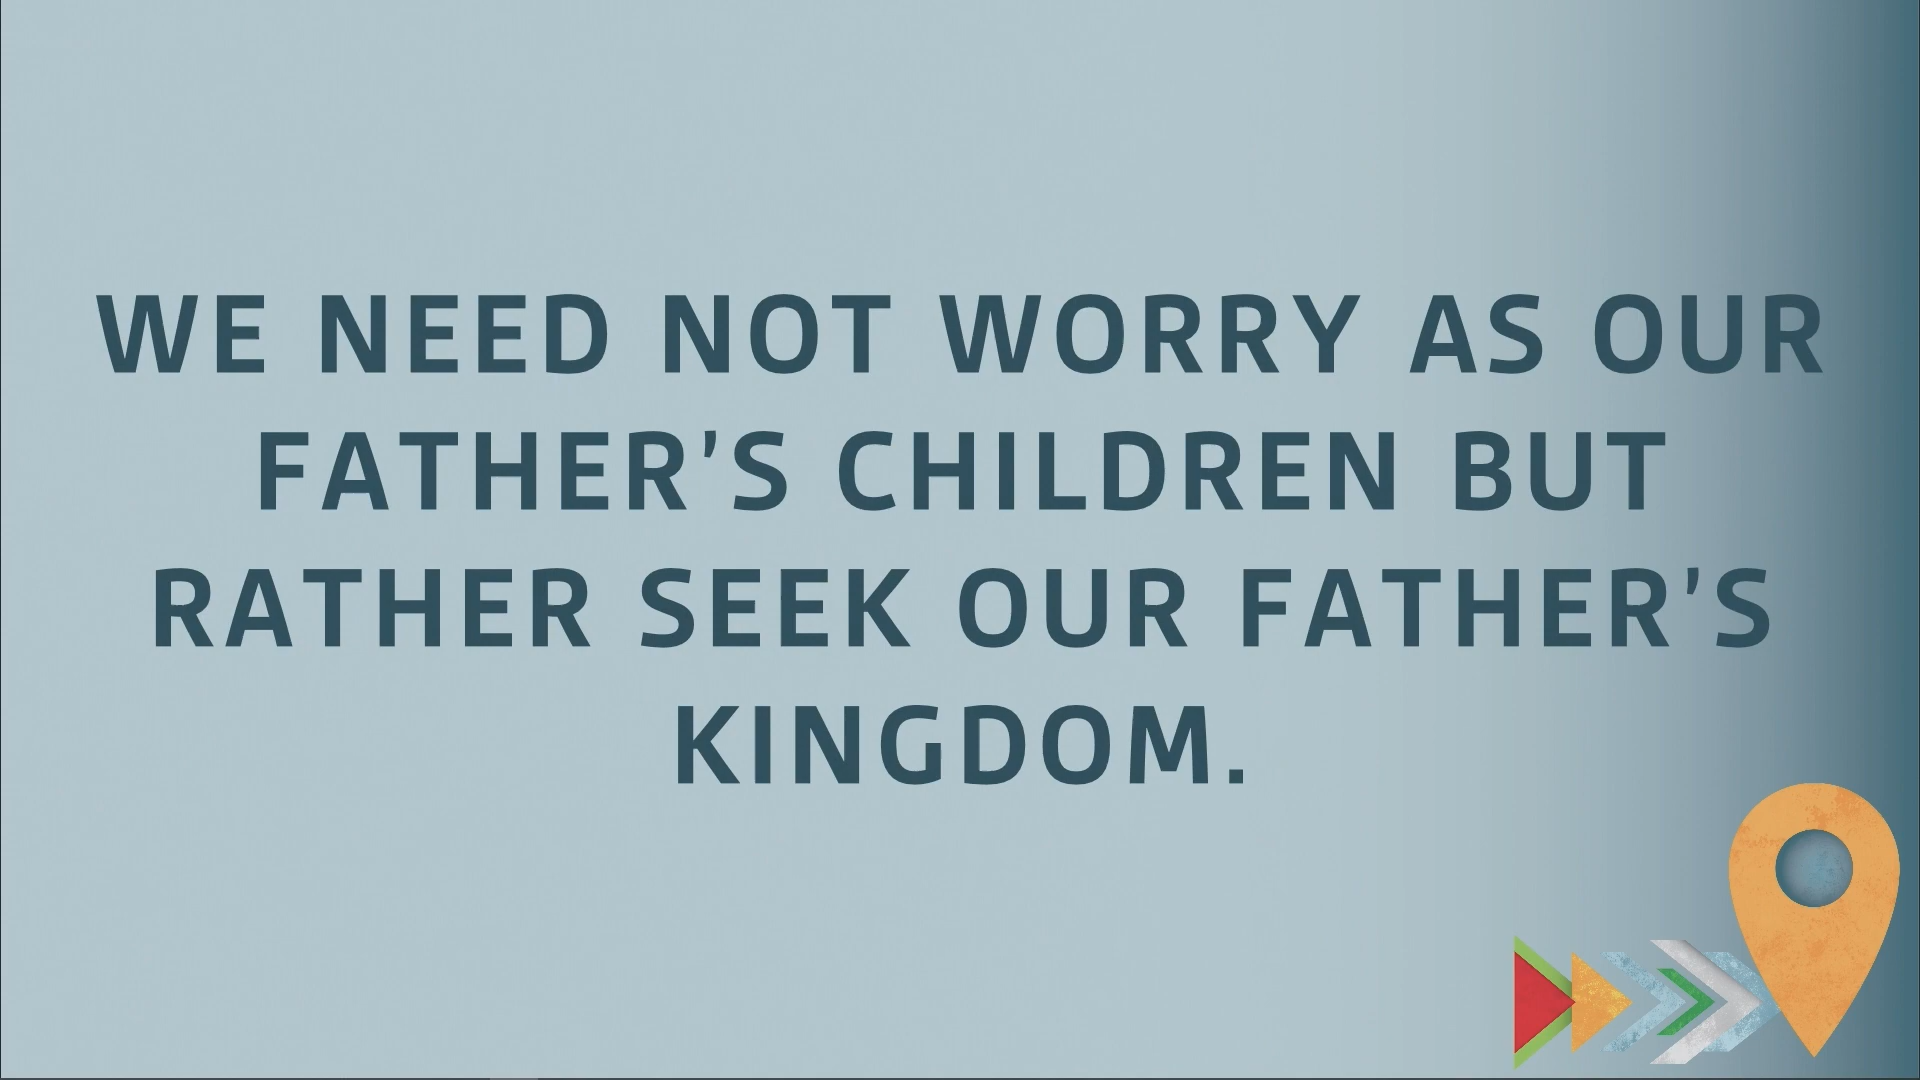 WE NEED NOT WORRY AS OUR
FATHER’S CHILDREN BUT
RATHER SEEK OUR FATHER’S
KINGDOM.